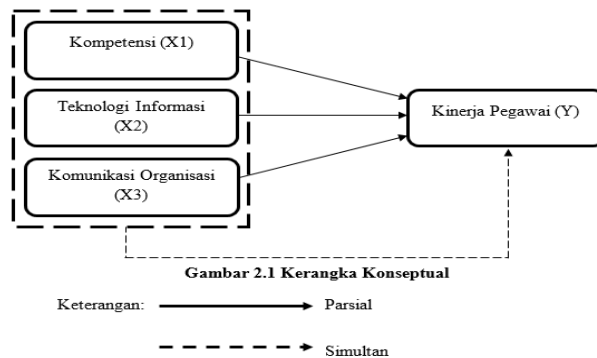 Kompetensi (X1)
Teknologi Informasi
(X2)
Komunikasi Organisasi
(X3)
Kinerja Pegawai (Y)
Gambar 2.1 Kerangka Konseptual
Keterangan:
Parsial
Simultan